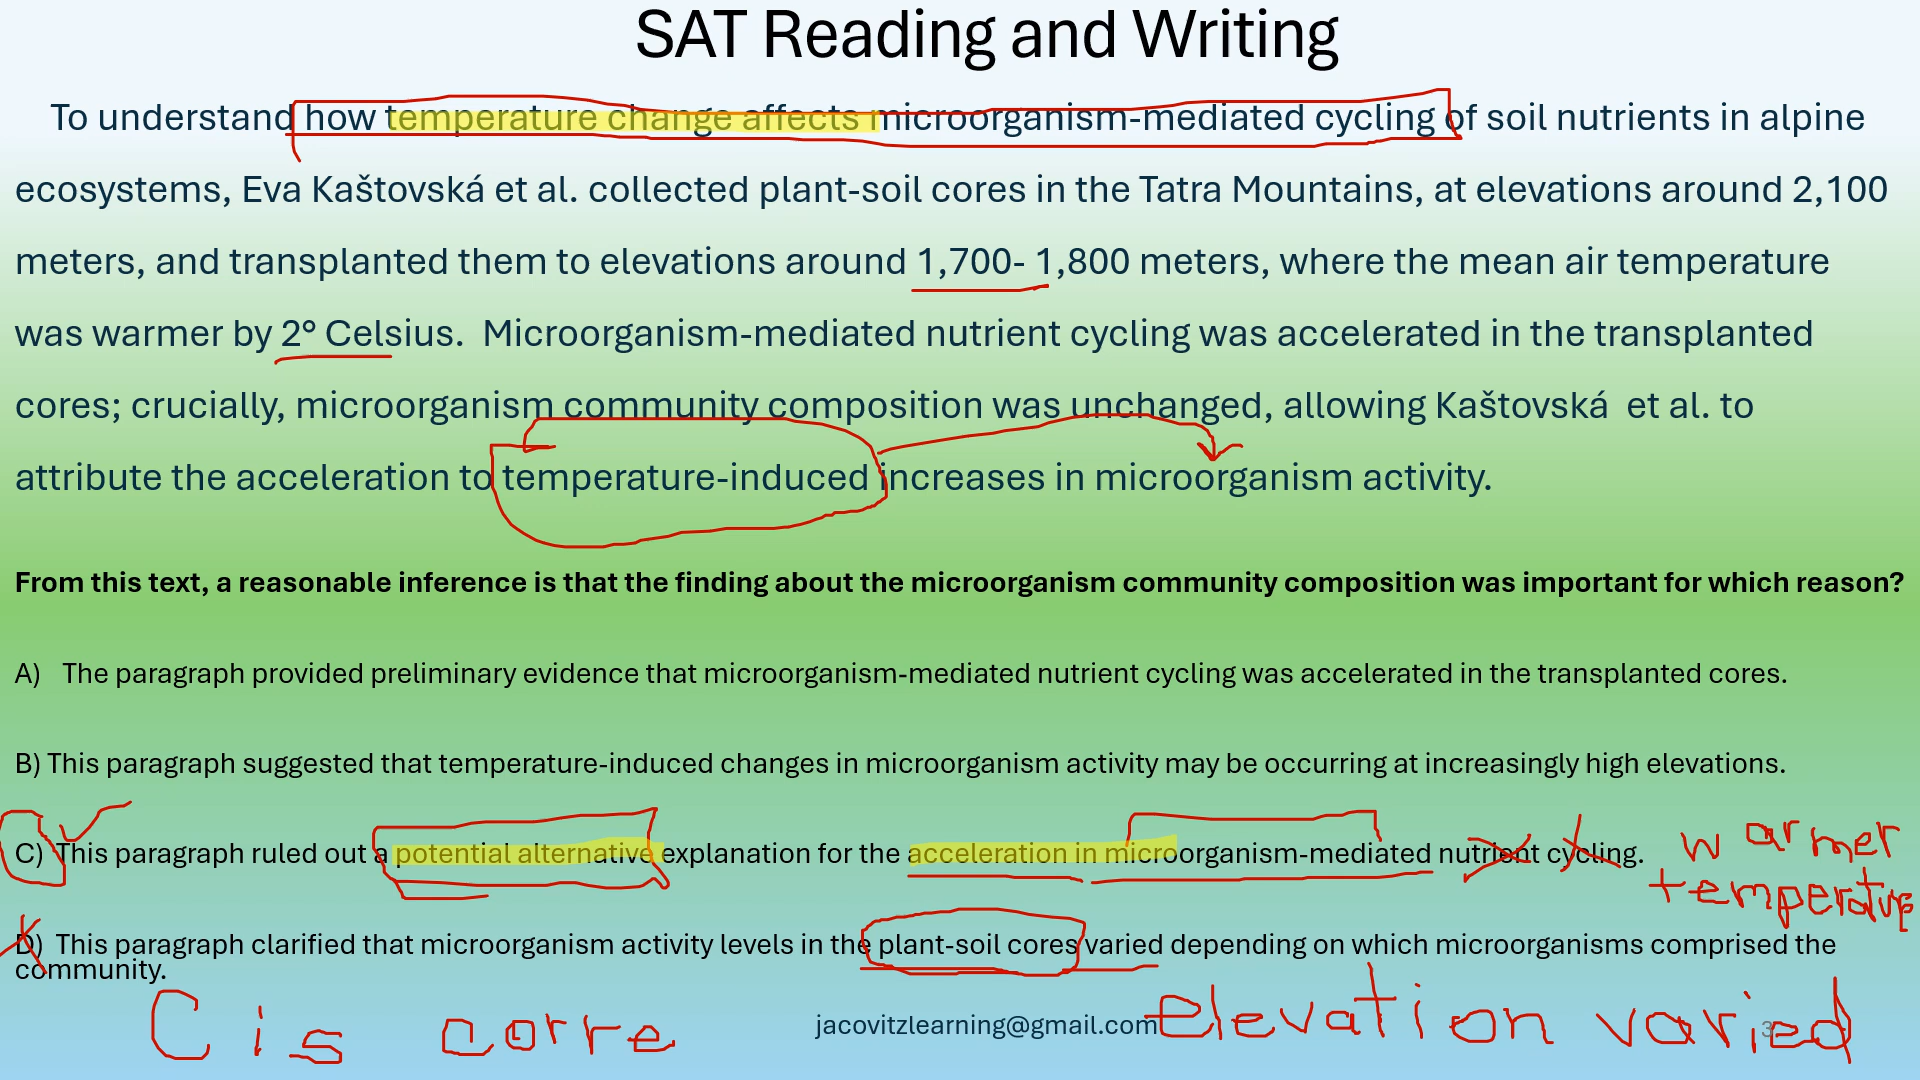 SAT Reading and Writing
To understand how temperature change affects microorganism-mediated cycling of soil nutrients in alpine
ecosystems, Eva Kaštovská et al. collected plant-soil cores in the Tatra Mountains, at elevations around 2,100
meters, and transplanted them to elevations around 1,700- 1,800 meters, where the mean air temperature
was warmer by 2° Celsius.  Microorganism-mediated nutrient cycling was accelerated in the transplanted
cores; crucially, microorganism community composition was unchanged, allowing Kaštovská  et al. to
attribute the acceleration to temperature-induced increases in microorganism activity.
From this text, a reasonable inference is that the finding about the microorganism community composition was important for which reason?
A)   The paragraph provided preliminary evidence that microorganism-mediated nutrient cycling was accelerated in the transplanted cores.
B) This paragraph suggested that temperature-induced changes in microorganism activity may be occurring at increasingly high elevations.
C)  This paragraph ruled out a potential alternative explanation for the acceleration in microorganism-mediated nutrient cycling.
warmer
temperature
D)  This paragraph clarified that microorganism activity levels in the plant-soil cores varied depending on which microorganisms comprised the
community.
C is corre
jacovitzlearning@gmail.com
elevation varied
3